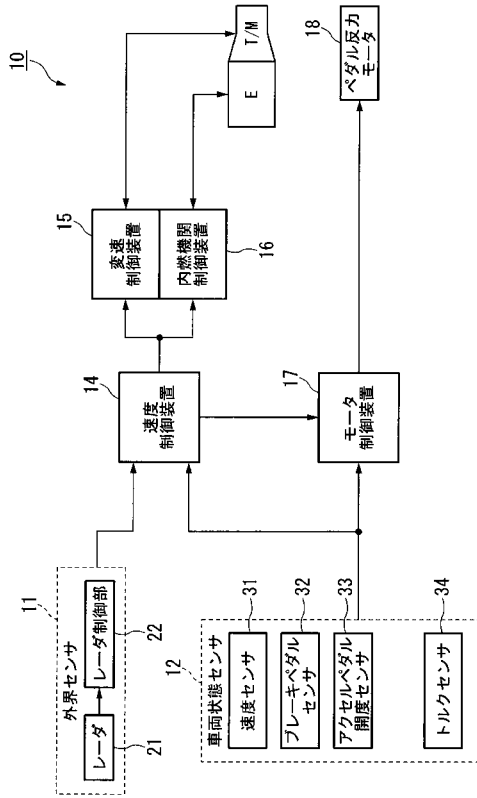 10
11
外界センサ
レーダ
21
レーダ制御部
22
12
車両状態センサ
速度センサ
31
ブレーキペダル
センサ
32
アクセルペダル
開度センサ
33
トルクセンサ
34
14
速度
制御装置
15
変速
制御装置
内燃機関
制御装置
16
17
モータ
制御装置
E
T/M
18
ペダル反力
モータ